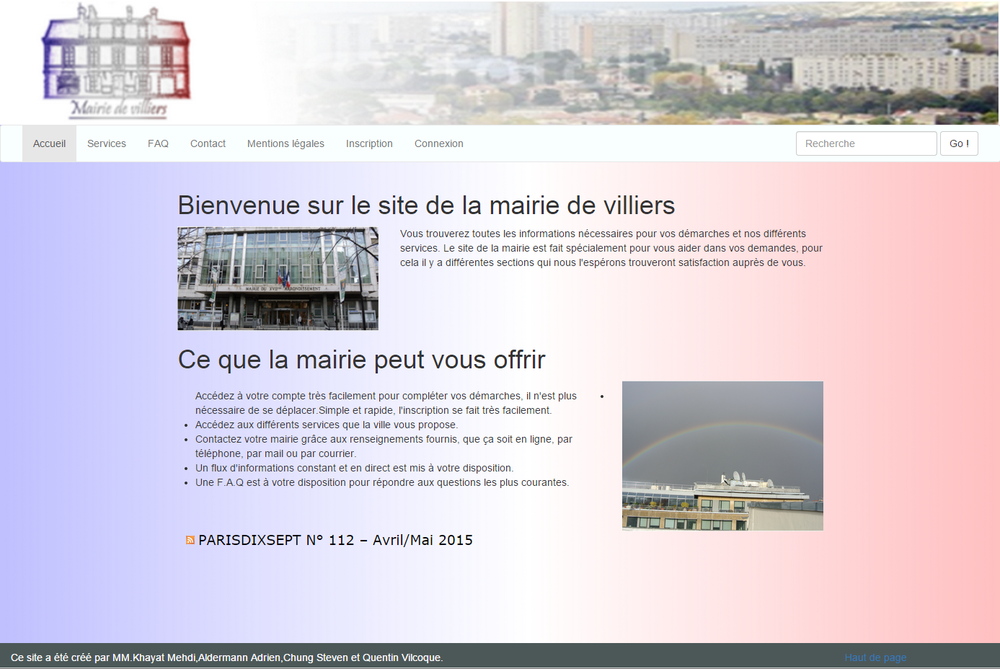 Mairie de villiers
Accueil Services FAQ Contact Mentions légales Inscription Connexion Recherche Go !
Bienvenue sur le site de la mairie de villiers
MAIRIE DU XVIIème ARRONDISSEMENT
Vous trouverez toutes les informations nécessaires pour vos démarches et nos différents
services. Le site de la mairie est fait spécialement pour vous aider dans vos demandes, pour
cela il y a différentes sections qui nous l'espérons trouveront satisfaction auprès de vous.
Ce que la mairie peut vous offrir
Accédez à votre compte très facilement pour compléter vos démarches, il n'est plus
nécessaire de se déplacer.Simple et rapide, l'inscription se fait très facilement.
• Accédez aux différents services que la ville vous propose.
• Contactez votre mairie grâce aux renseignements fournis, que ça soit en ligne, par
téléphone, par mail ou par courrier.
• Un flux d'informations constant et en direct est mis à votre disposition.
• Une F.A.Q est à votre disposition pour répondre aux questions les plus courantes.
PARISDIXSEPT N° 112 – Avril/Mai 2015
Ce site a été créé par MM.Khayat Mehdi,Aldermann Adrien,Chung Steven et Quentin Vilcoque.
Haut de page